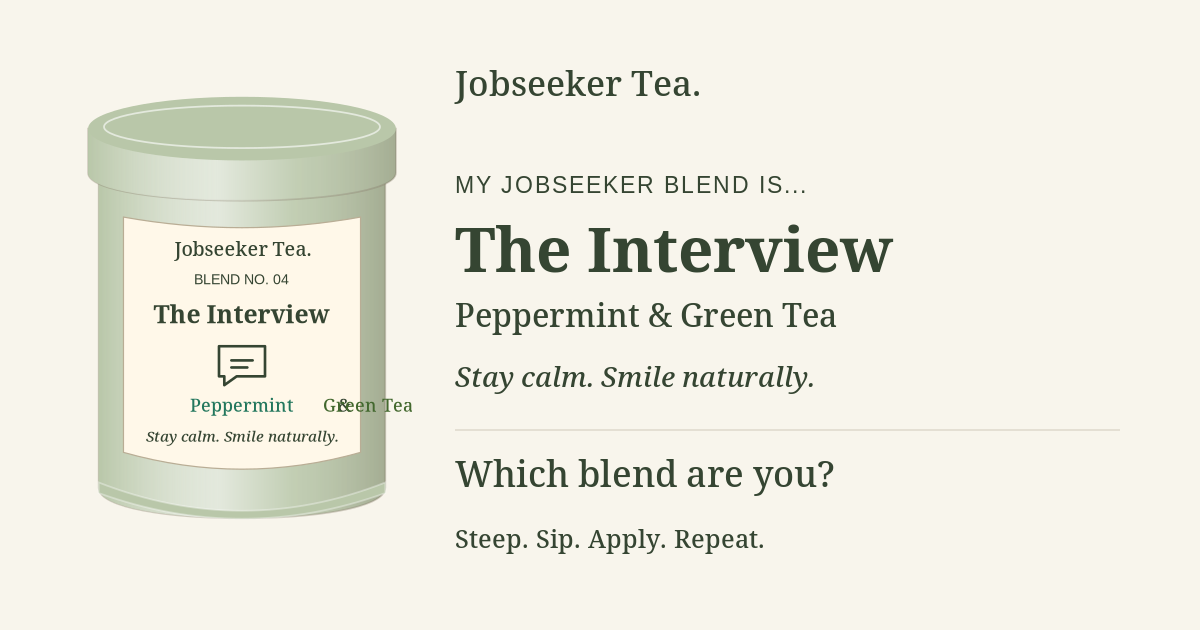 Jobseeker Tea.
BLEND NO. 04
The Interview
Peppermint & Green Tea
Stay calm. Smile naturally.
Jobseeker Tea.
MY JOBSEEKER BLEND IS...
The Interview
Peppermint & Green Tea
Stay calm. Smile naturally.
Which blend are you?
Steep. Sip. Apply. Repeat.